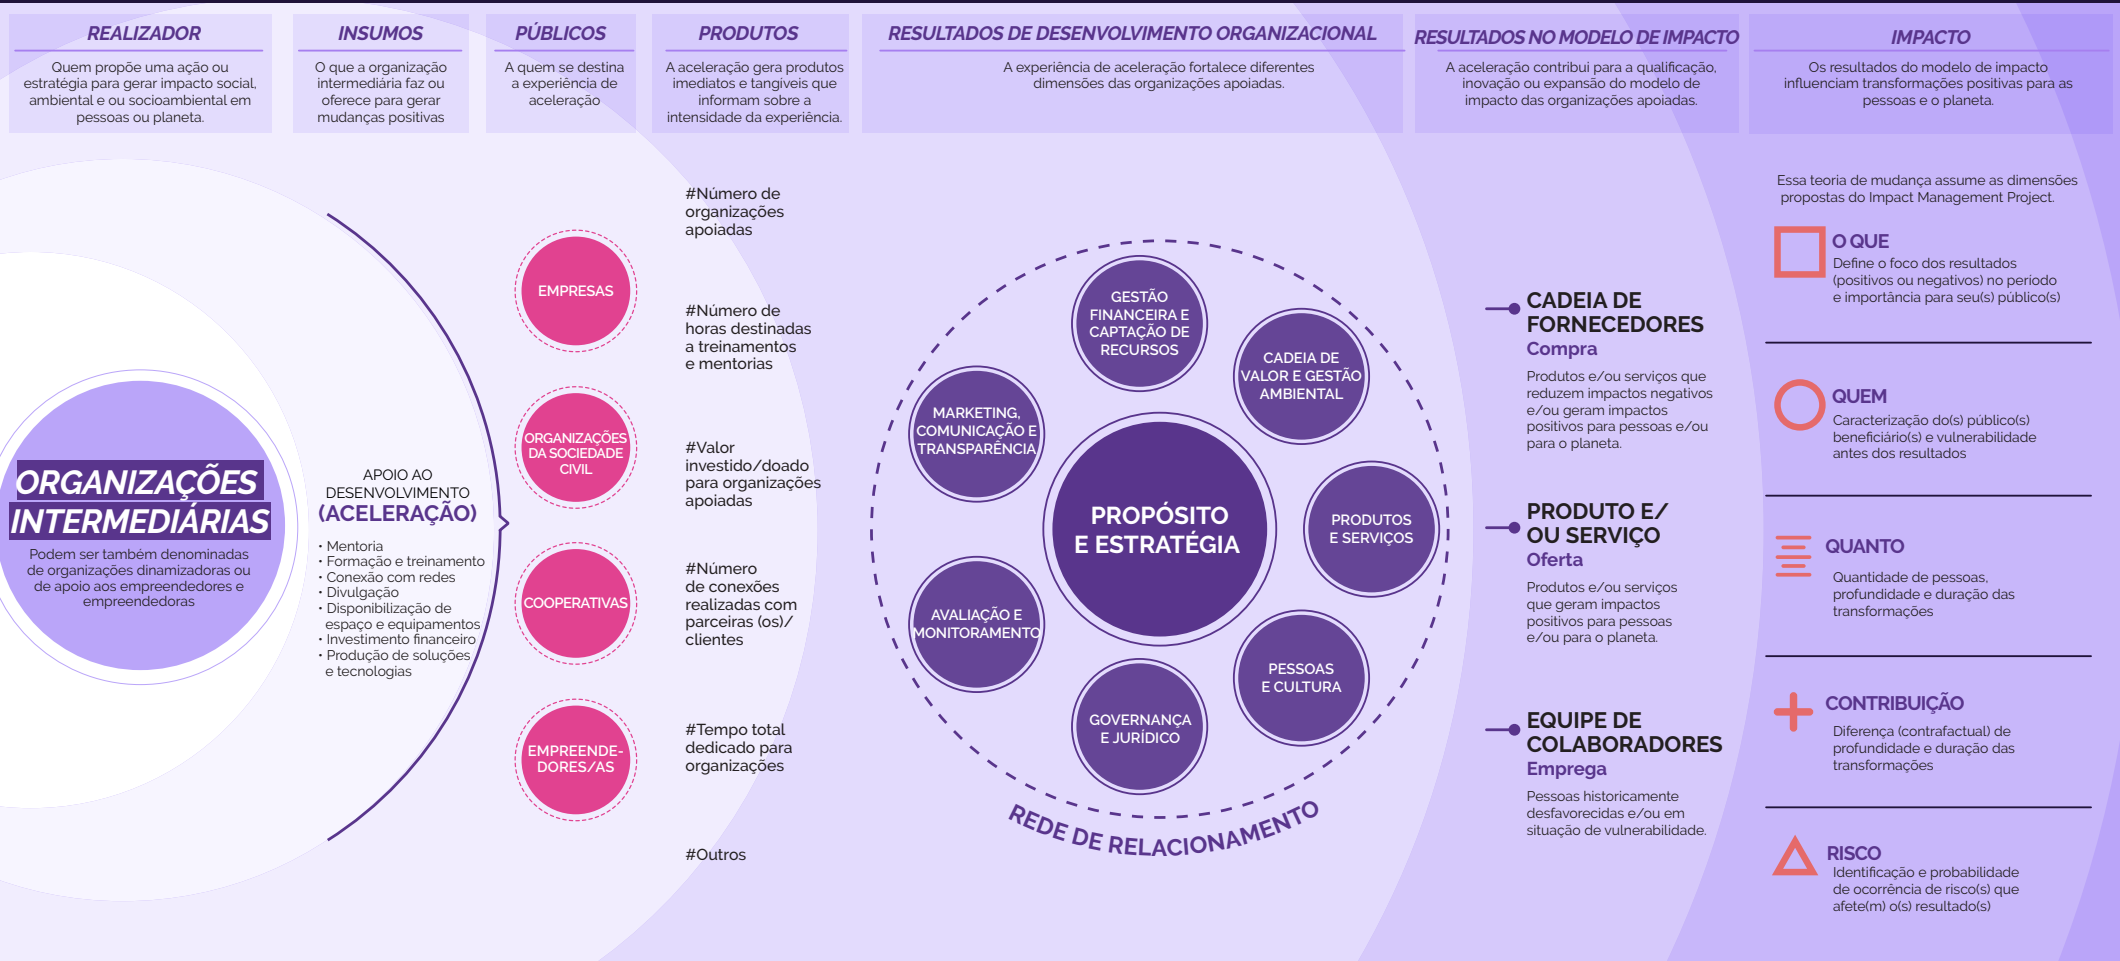 REALIZADOR
Quem propõe uma ação ou
estratégia para gerar impacto social,
ambiental e ou socioambiental em
pessoas ou planeta.
INSUMOS
O que a organização
intermediária faz ou
oferece para gerar
mudanças positivas
PÚBLICOS
A quem se destina
a experiência de
aceleração
PRODUTOS
A aceleração gera produtos
imediatos e tangíveis que
informam sobre a
intensidade da experiência.
RESULTADOS DE DESENVOLVIMENTO ORGANIZACIONAL
A experiência de aceleração fortalece diferentes
dimensões das organizações apoiadas.
RESULTADOS NO MODELO DE IMPACTO
A aceleração contribui para a qualificação,
inovação ou expansão do modelo de
impacto das organizações apoiadas.
IMPACTO
Os resultados do modelo de impacto
influenciam transformações positivas para as
pessoas e o planeta.
ORGANIZAÇÕES
INTERMEDIÁRIAS
Podem ser também denominadas
de organizações dinamizadoras ou
de apoio aos empreendedores e
empreendedoras
APOIO AO
DESENVOLVIMENTO
(ACELERAÇÃO)
• Mentoria
• Formação e treinamento
• Conexão com redes
• Divulgação
• Disponibilização de
espaço e equipamentos
• Investimento financeiro
• Produção de soluções
e tecnologias
EMPRESAS
ORGANIZAÇÕES
DA SOCIEDADE
CIVIL
COOPERATIVAS
EMPREENDE-
DORES/AS
#Número de
organizações
apoiadas
#Número de
horas destinadas
a treinamentos
e mentorias
#Valor
investido/doado
para organizações
apoiadas
#Número
de conexões
realizadas com
parceiras (os)/
clientes
#Tempo total
dedicado para
organizações
#Outros
GESTÃO
FINANCEIRA E
CAPTAÇÃO DE
RECURSOS
CADEIA DE
VALOR E GESTÃO
AMBIENTAL
MARKETING,
COMUNICAÇÃO E
TRANSPARÊNCIA
PROPÓSITO
E ESTRATÉGIA
PRODUTOS
E SERVIÇOS
AVALIAÇÃO E
MONITORAMENTO
PESSOAS
E CULTURA
GOVERNANÇA
E JURÍDICO
REDE DE RELACIONAMENTO
CADEIA DE
FORNECEDORES
Compra
Produtos e/ou serviços que
reduzem impactos negativos
e/ou geram impactos
positivos para pessoas e/ou
para o planeta.
PRODUTO E/
OU SERVIÇO
Oferta
Produtos e/ou serviços
que geram impactos
positivos para pessoas
e/ou para o planeta.
EQUIPE DE
COLABORADORES
Emprega
Pessoas historicamente
desfavorecidas e/ou em
situação de vulnerabilidade.
Essa teoria de mudança assume as dimensões
propostas do Impact Management Project.
O QUE
Define o foco dos resultados
(positivos ou negativos) no período
e importância para seu(s) público(s)
QUEM
Caracterização do(s) público(s)
beneficiário(s) e vulnerabilidade
antes dos resultados
QUANTO
Quantidade de pessoas,
profundidade e duração das
transformações
CONTRIBUIÇÃO
Diferença (contrafactual) de
profundidade e duração das
transformações
RISCO
Identificação e probabilidade
de ocorrência de risco(s) que
afete(m) o(s) resultado(s)